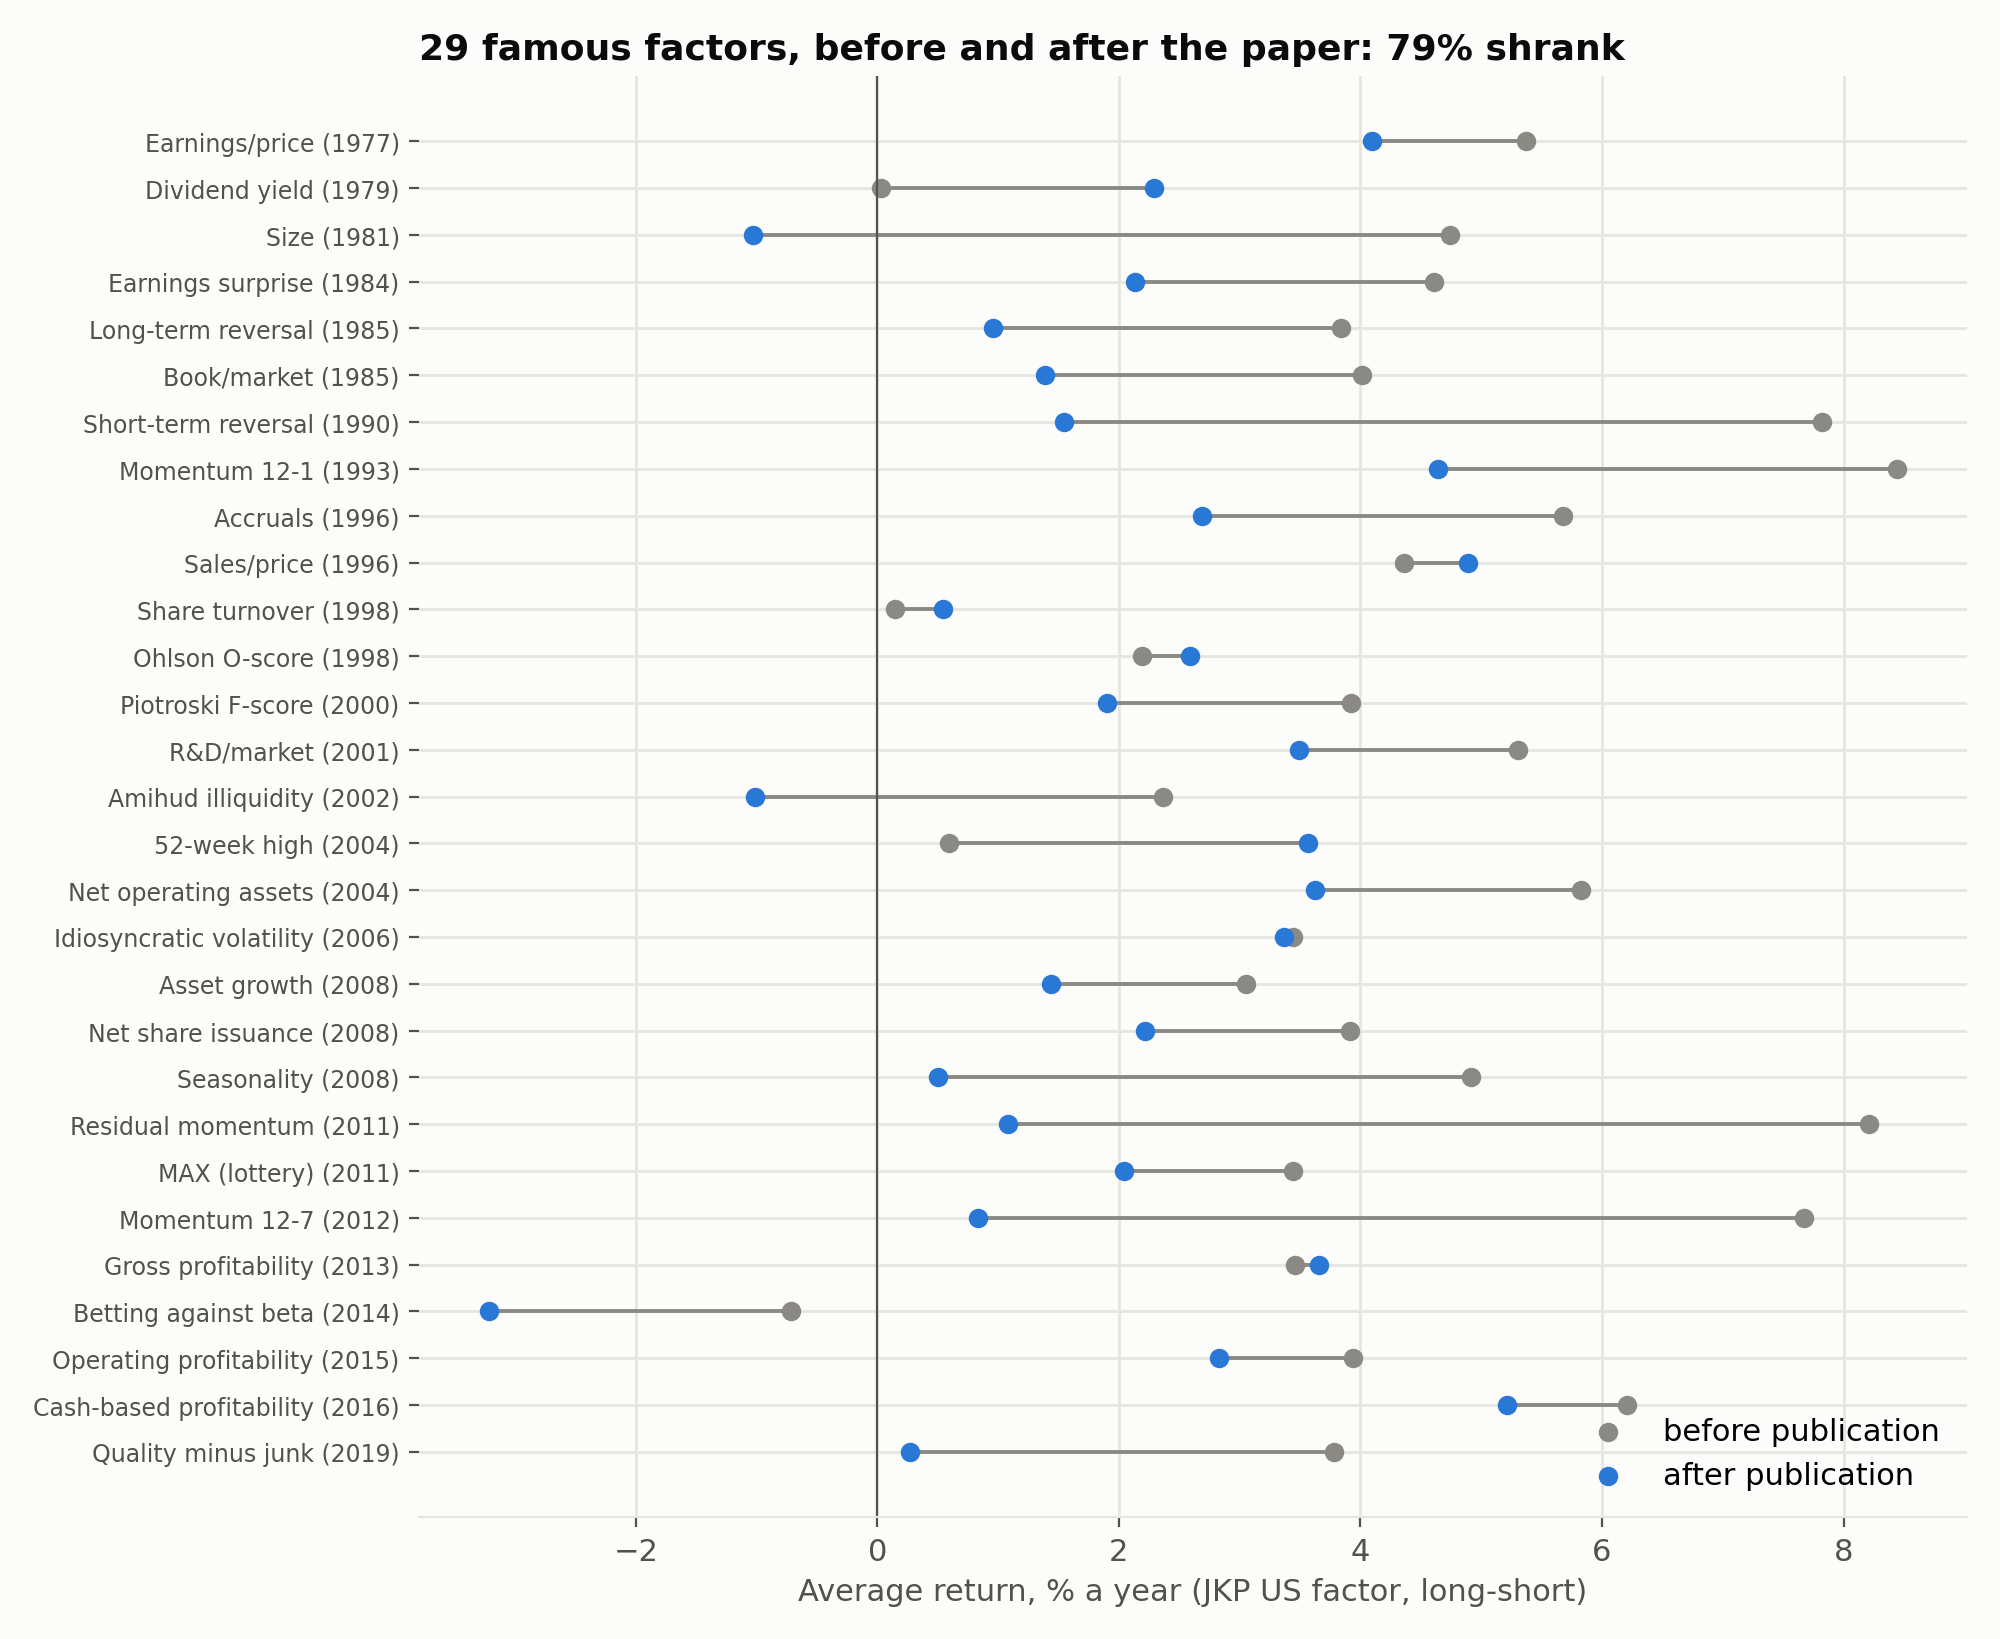 29 famous factors, before and after the paper: 79% shrank
Earnings/price (1977)
Dividend yield (1979)
Size (1981)
Earnings surprise (1984)
Long-term reversal (1985)
Book/market (1985)
Short-term reversal (1990)
Momentum 12-1 (1993)
Accruals (1996)
Sales/price (1996)
Share turnover (1998)
Ohlson O-score (1998)
Piotroski F-score (2000)
R&D/market (2001)
Amihud illiquidity (2002)
52-week high (2004)
Net operating assets (2004)
Idiosyncratic volatility (2006)
Asset growth (2008)
Net share issuance (2008)
Seasonality (2008)
Residual momentum (2011)
MAX (lottery) (2011)
Momentum 12-7 (2012)
Gross profitability (2013)
Betting against beta (2014)
Operating profitability (2015)
Cash-based profitability (2016)
Quality minus junk (2019)
before publication
after publication
−2 0 2 4 6 8
Average return, % a year (JKP US factor, long-short)